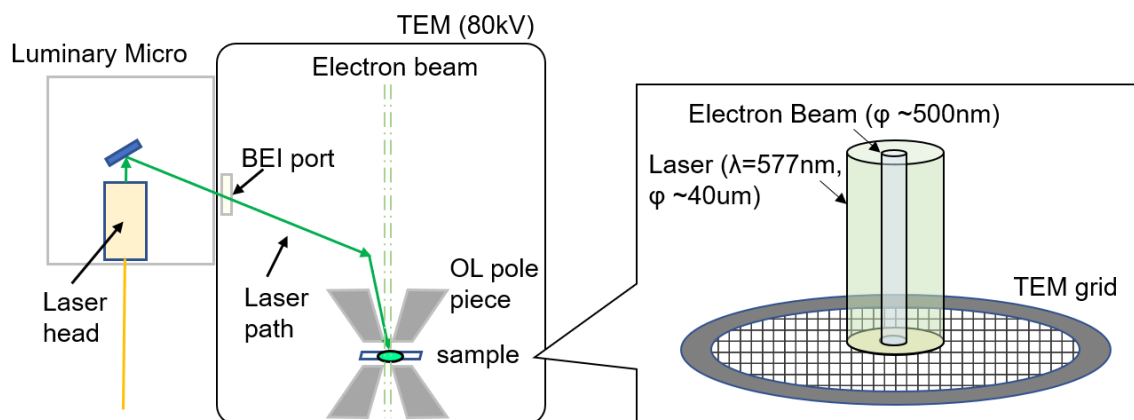 TEM (80kV)
Luminary Micro
Electron beam
BEI port
Laser
head
Laser
path
OL pole
piece
sample
Electron Beam (φ ~500nm)
Laser (λ=577nm,
φ ~40um)
TEM grid